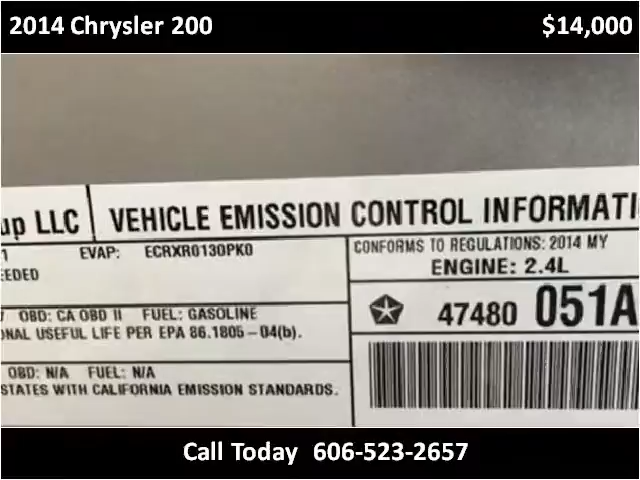 2014 Chrysler 200 $14,000
up LLC VEHICLE EMISSION CONTROL INFORMATI
1 EVAP: ECRXR0130PK0 CONFORMS TO REGULATIONS: 2014 MY
EEDED ENGINE: 2.4L
OBD: CA OBD II FUEL: GASOLINE 47480 051A
ONAL USEFUL LIFE PER EPA 86.1805-04(b).
OBD: N/A FUEL: N/A
STATES WITH CALIFORNIA EMISSION STANDARDS.
Call Today 606-523-2657